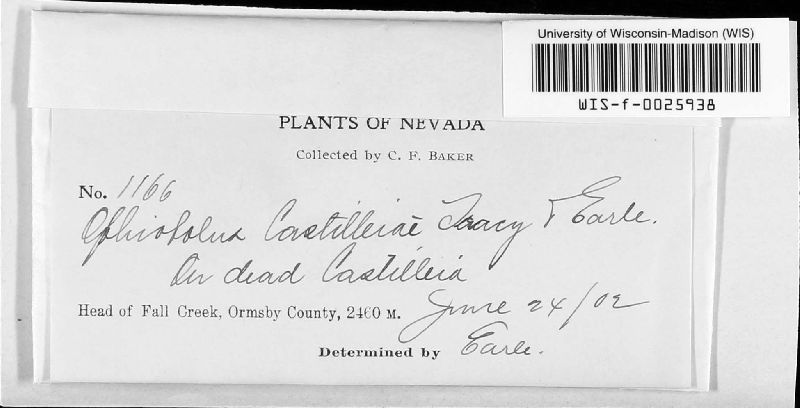 University of Wisconsin-Madison (WIS)
WIS-f-0025938
PLANTS OF NEVADA
Collected by C. F. BAKER
No. 1166
Ophiobolus Castilleiae Tracy & Earle.
On dead Castilleia
Head of Fall Creek, Ormsby County, 2460 M. June 24/02
Determined by Earle.